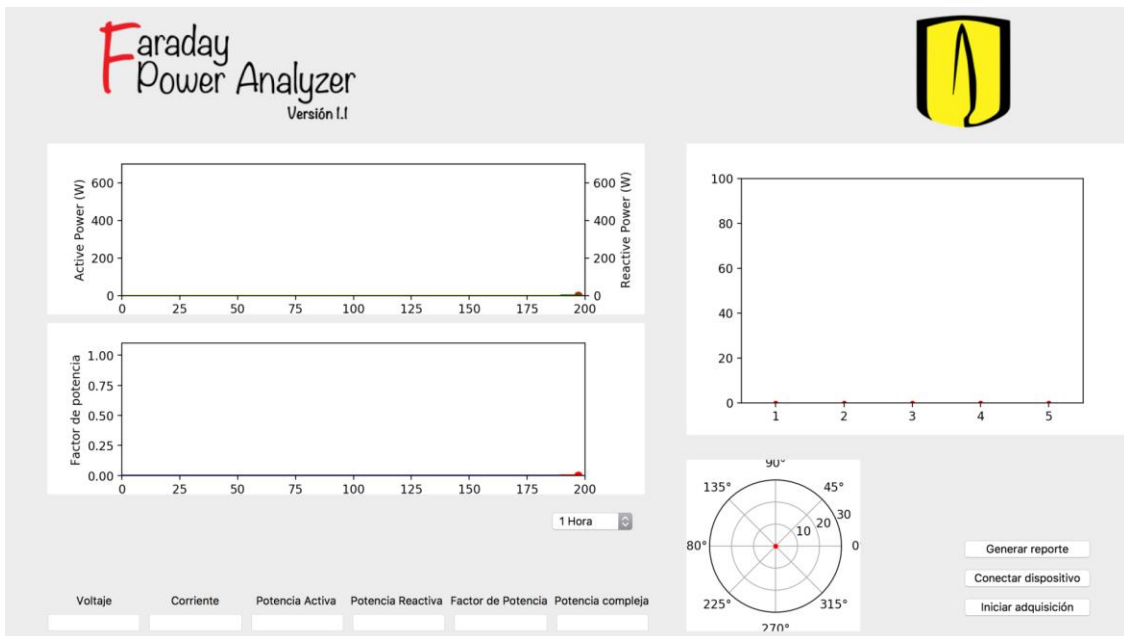 Faraday
Power Analyzer
Versión 1.1
Active Power (W)
600
400
200
0
600
400
200
0
Reactive Power (W)
0 25 50 75 100 125 150 175 200
Factor de potencia
1.00
0.75
0.50
0.25
0.00
0 25 50 75 100 125 150 175 200
1 Hora
100
80
60
40
20
0
1 2 3 4 5
90°
135° 45°
30
20
10
80° 0
225° 315°
270°
Generar reporte
Conectar dispositivo
Iniciar adquisición
Voltaje Corriente Potencia Activa Potencia Reactiva Factor de Potencia Potencia compleja